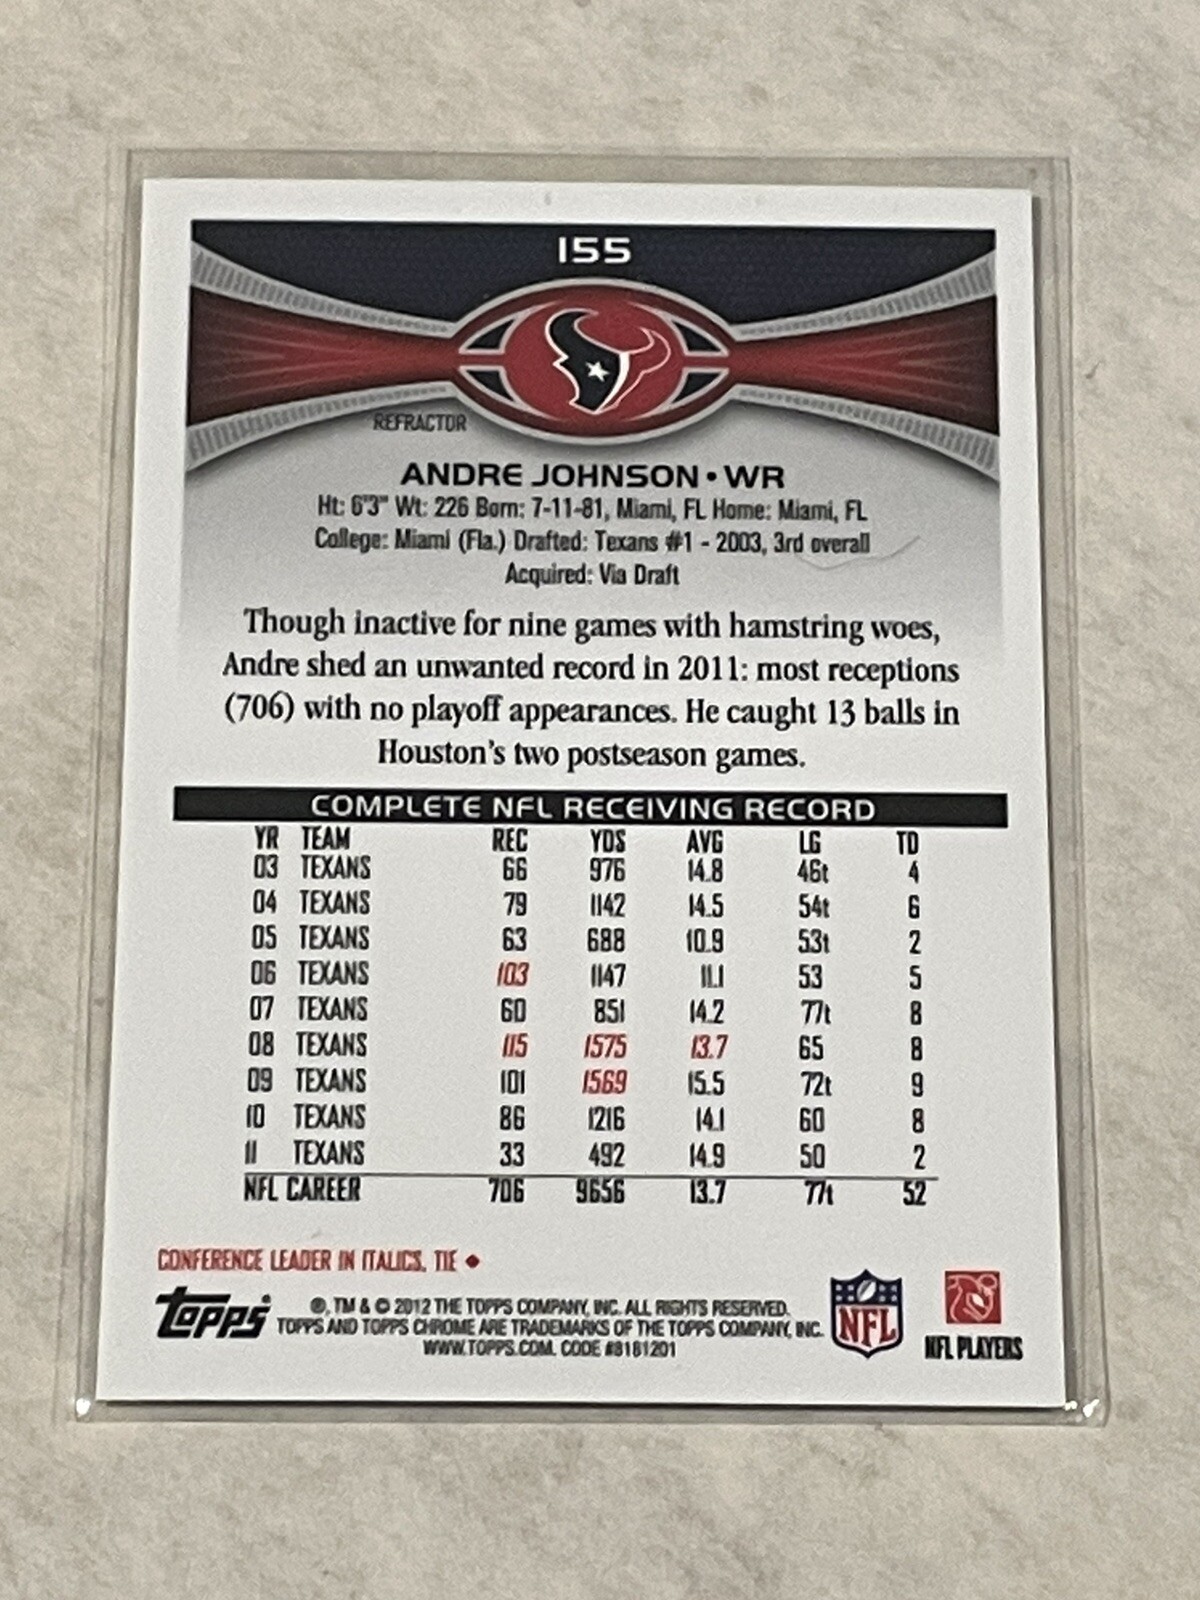 155
REFRACTOR
ANDRE JOHNSON • WR
Ht: 6'3" Wt: 226 Born: 7-11-81, Miami, FL Home: Miami, FL
College: Miami (Fla.) Drafted: Texans #1 - 2003, 3rd overall
Acquired: Via Draft
Though inactive for nine games with hamstring woes,
Andre shed an unwanted record in 2011: most receptions
(706) with no playoff appearances. He caught 13 balls in
Houston's two postseason games.
COMPLETE NFL RECEIVING RECORD
YR TEAM REC YDS AVG LG TD
03 TEXANS 66 976 14.8 46t 4
04 TEXANS 79 1142 14.5 54t 6
05 TEXANS 63 688 10.9 53t 2
06 TEXANS 103 1147 11.1 53 5
07 TEXANS 60 851 14.2 77t 8
08 TEXANS 115 1575 13.7 65 8
09 TEXANS 101 1569 15.5 72t 9
10 TEXANS 86 1216 14.1 60 8
11 TEXANS 33 492 14.9 50 2
NFL CAREER 706 9656 13.7 77t 52
CONFERENCE LEADER IN ITALICS, TIE ♦
Topps
®, TM & © 2012 THE TOPPS COMPANY, INC. ALL RIGHTS RESERVED.
TOPPS AND TOPPS CHROME ARE TRADEMARKS OF THE TOPPS COMPANY, INC.
WWW.TOPPS.COM. CODE #8181201
NFL
NFL PLAYERS